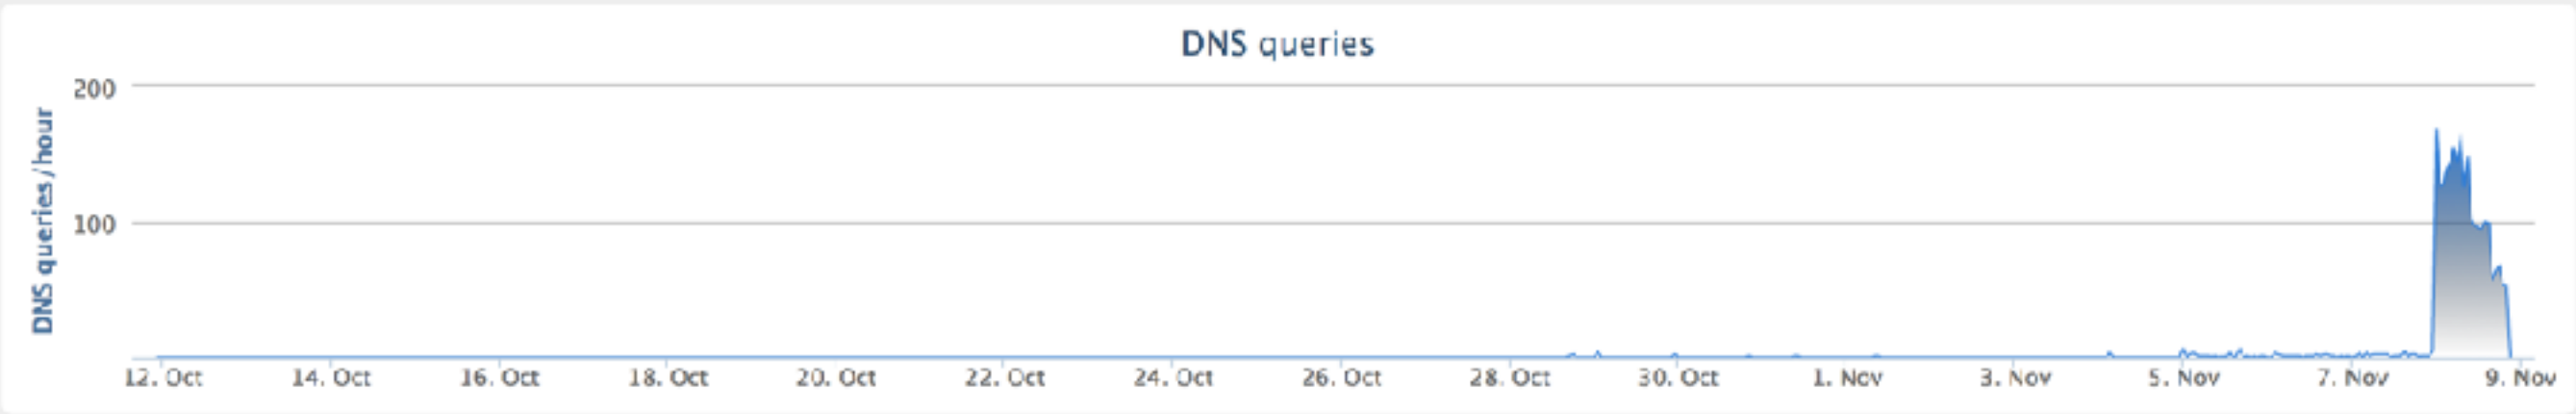 DNS queries
DNS queries/hour
200
100
12. Oct 14. Oct 16. Oct 18. Oct 20. Oct 22. Oct 24. Oct 26. Oct 28. Oct 30. Oct 1. Nov 3. Nov 5. Nov 7. Nov 9. Nov